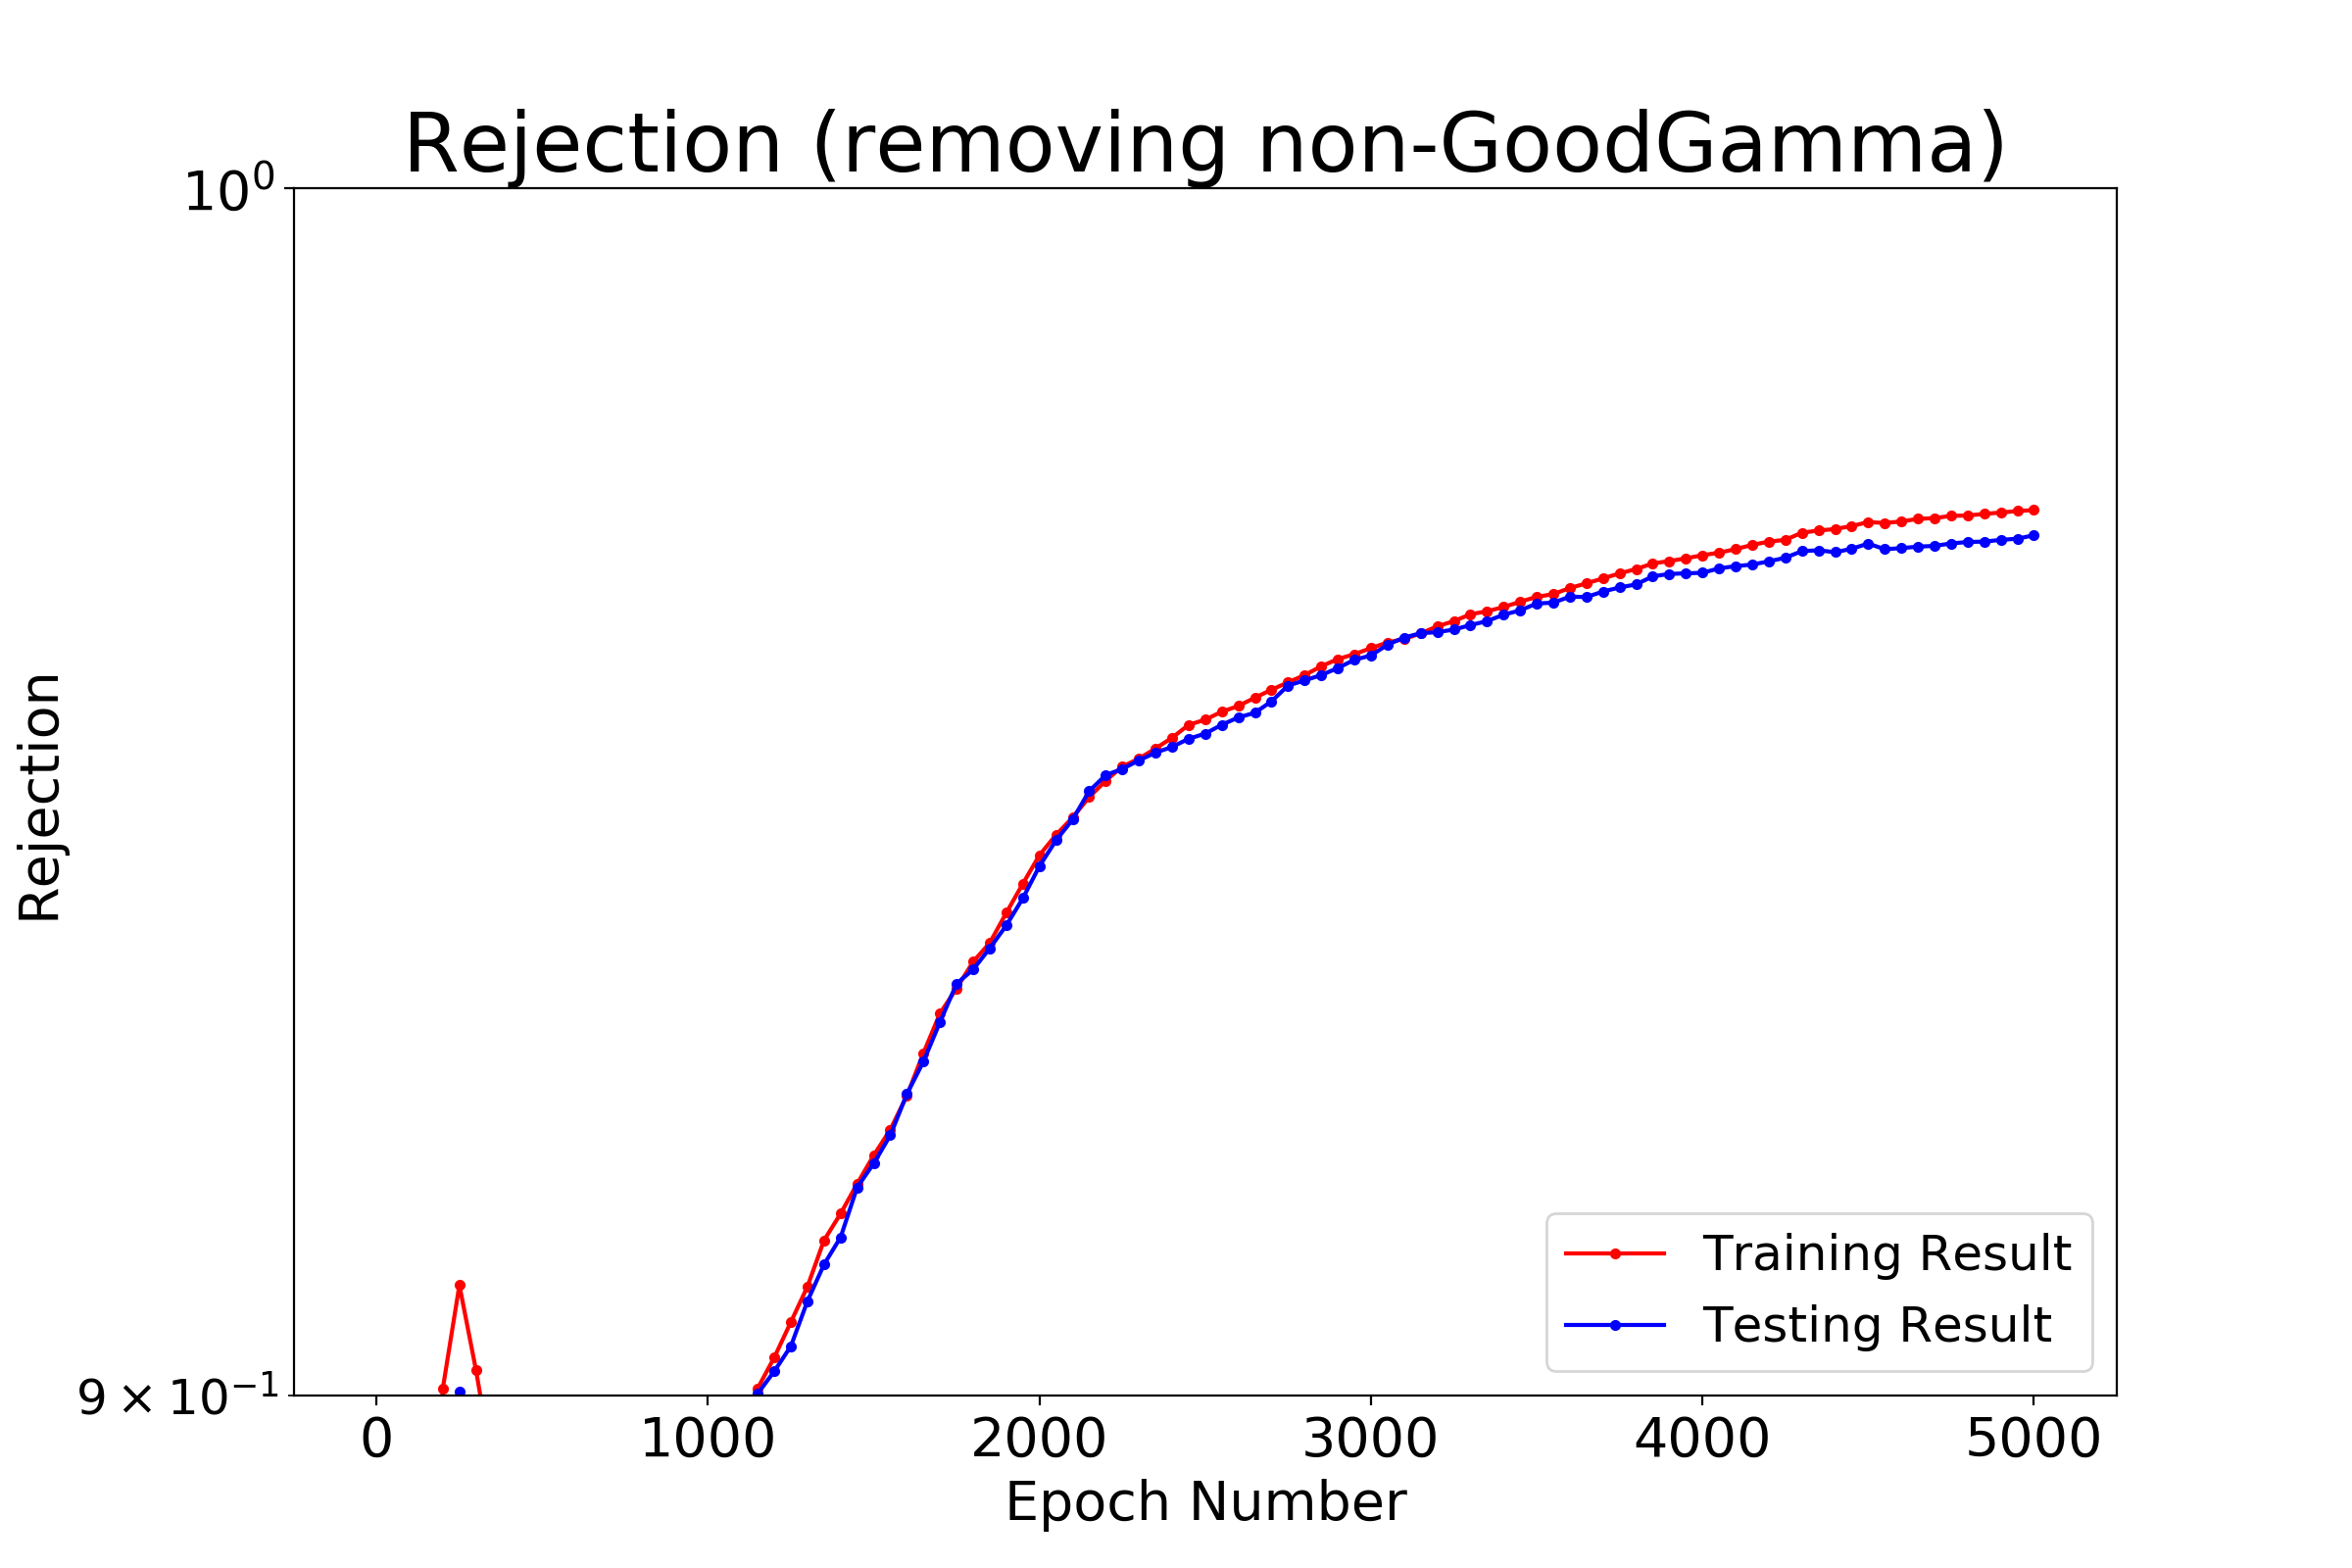 Rejection (removing non-GoodGamma)
10⁰
Rejection
9 × 10⁻¹
0 1000 2000 3000 4000 5000
Epoch Number
Training Result
Testing Result